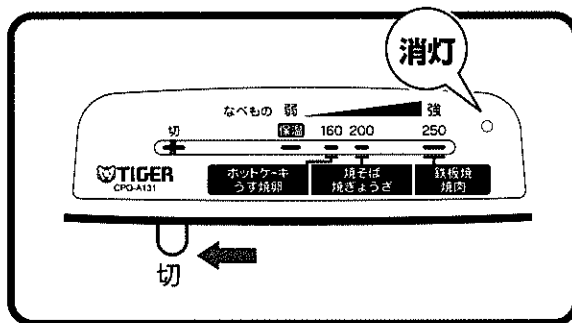 消灯
なべもの 弱 強
切 保温 160 200 250
TIGER
CPO-A131
ホットケーキ
うす焼卵
焼そば
焼ぎょうざ
鉄板焼
焼肉
切